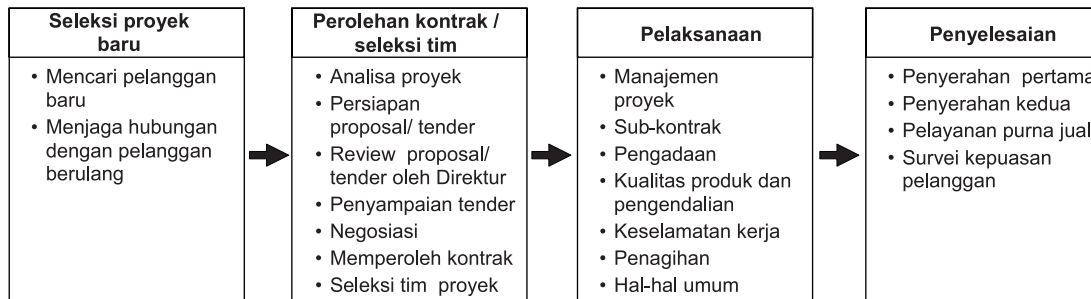 Seleksi proyek
baru
• Mencari pelanggan
baru
• Menjaga hubungan
dengan pelanggan
berulang
Perolehan kontrak /
seleksi tim
• Analisa proyek
• Persiapan
proposal/ tender
• Review proposal/
tender oleh Direktur
• Penyampaian tender
• Negosiasi
• Memperoleh kontrak
• Seleksi tim proyek
Pelaksanaan
• Manajemen
proyek
• Sub-kontrak
• Pengadaan
• Kualitas produk dan
pengendalian
• Keselamatan kerja
• Penagihan
• Hal-hal umum
Penyelesaian
• Penyerahan pertama
• Penyerahan kedua
• Pelayanan purna jual
• Survei kepuasan
pelanggan